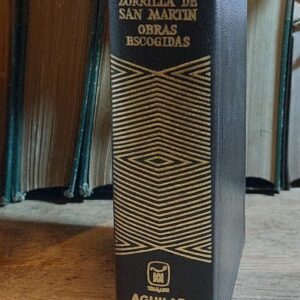 ZORRILLA DE
SAN MARTIN
OBRAS
ESCOGIDAS
AGUILAR